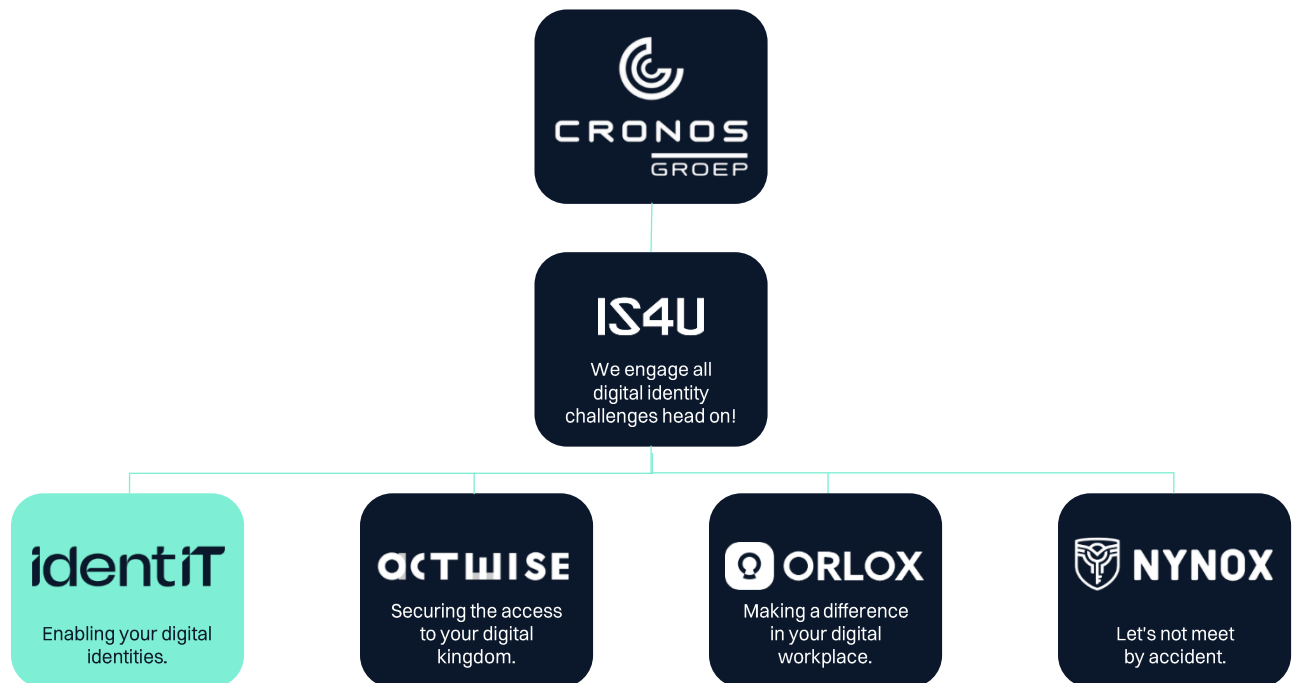 CRONOS
GROEP
IS4U
We engage all
digital identity
challenges head on!
identiT
Enabling your digital
identities.
ACTWISE
Securing the access
to your digital
kingdom.
ORLOX
Making a difference
in your digital
workplace.
NYNOX
Let's not meet
by accident.